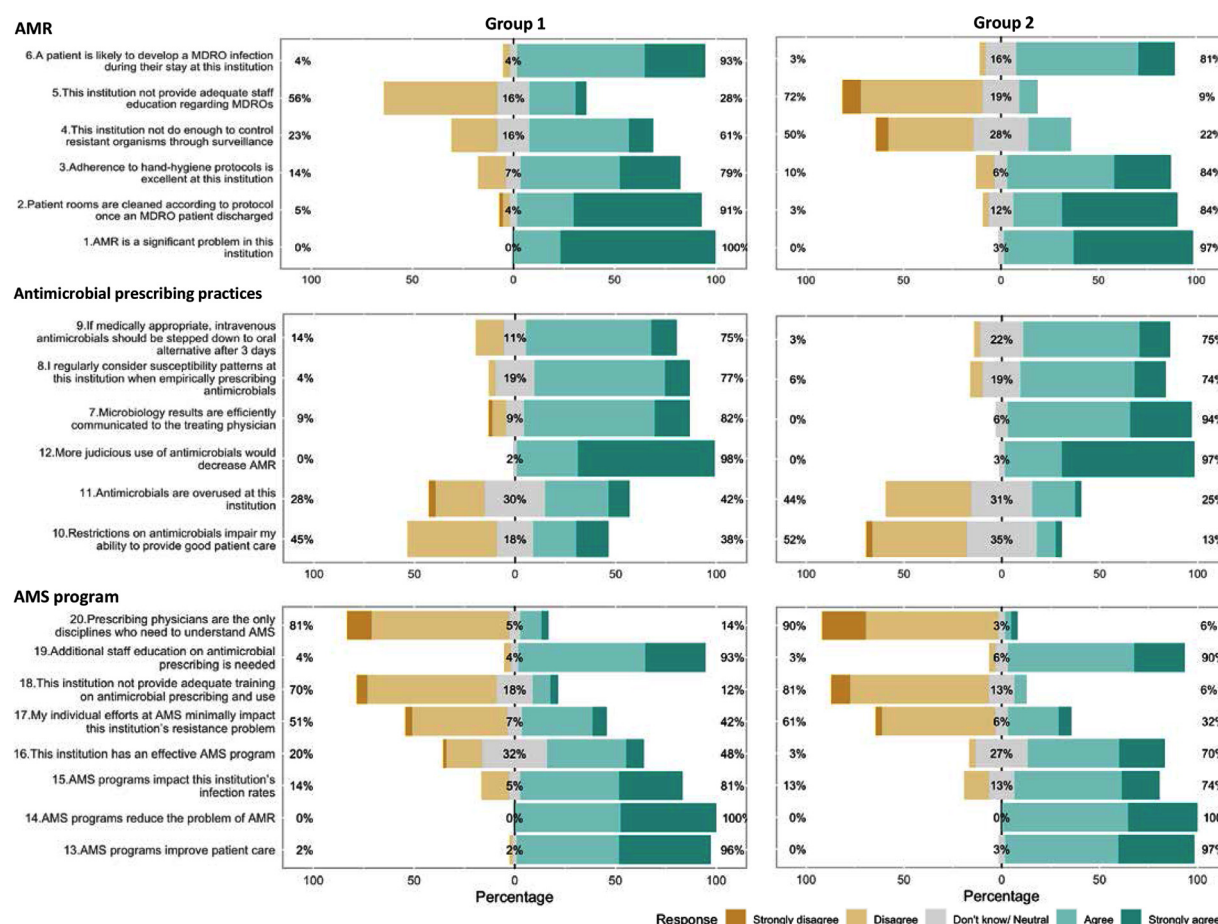 Group 1
Group 2
AMR
6.A patient is likely to develop a MDRO infection
during their stay at this institution
4%
4%
93%
3%
16%
81%
5.This institution not provide adequate staff
education regarding MDROs
56%
16%
28%
72%
19%
9%
4.This institution not do enough to control
resistant organisms through surveillance
23%
16%
61%
50%
28%
22%
3.Adherence to hand-hygiene protocols is
excellent at this institution
14%
7%
79%
10%
6%
84%
2.Patient rooms are cleaned according to protocol
once an MDRO patient discharged
5%
4%
91%
3%
12%
84%
1.AMR is a significant problem in this
institution
0%
0%
100%
0%
3%
97%
100 50 0 50 100
100 50 0 50 100
Antimicrobial prescribing practices
9.If medically appropriate, intravenous
antimicrobials should be stepped down to oral
alternative after 3 days
14%
11%
75%
3%
22%
75%
8.I regularly consider susceptibility patterns at
this institution when empirically prescribing
antimicrobials
4%
19%
77%
6%
19%
74%
7.Microbiology results are efficiently
communicated to the treating physician
9%
9%
82%
0%
6%
94%
12.More judicious use of antimicrobials would
decrease AMR
0%
2%
98%
0%
3%
97%
11.Antimicrobials are overused at this
institution
28%
30%
42%
44%
31%
25%
10.Restrictions on antimicrobials impair my
ability to provide good patient care
45%
18%
38%
52%
35%
13%
100 50 0 50 100
100 50 0 50 100
AMS program
20.Prescribing physicians are the only
disciplines who need to understand AMS
81%
5%
14%
90%
3%
6%
19.Additional staff education on antimicrobial
prescribing is needed
4%
4%
93%
3%
6%
90%
18.This institution not provide adequate training
on antimicrobial prescribing and use
70%
18%
12%
81%
13%
6%
17.My individual efforts at AMS minimally impact
this institution's resistance problem
51%
7%
42%
61%
6%
32%
16.This institution has an effective AMS program
20%
32%
48%
3%
27%
70%
15.AMS programs impact this institution's
infection rates
14%
5%
81%
13%
13%
74%
14.AMS programs reduce the problem of AMR
0%
0%
100%
0%
0%
100
13.AMS programs improve patient care
2%
2%
96%
0%
3%
97%
100 50 0 50 100
100 50 0 50 100
Percentage
Percentage
Response Strongly disagree Disagree Don't know/ Neutral Agree Strongly agree